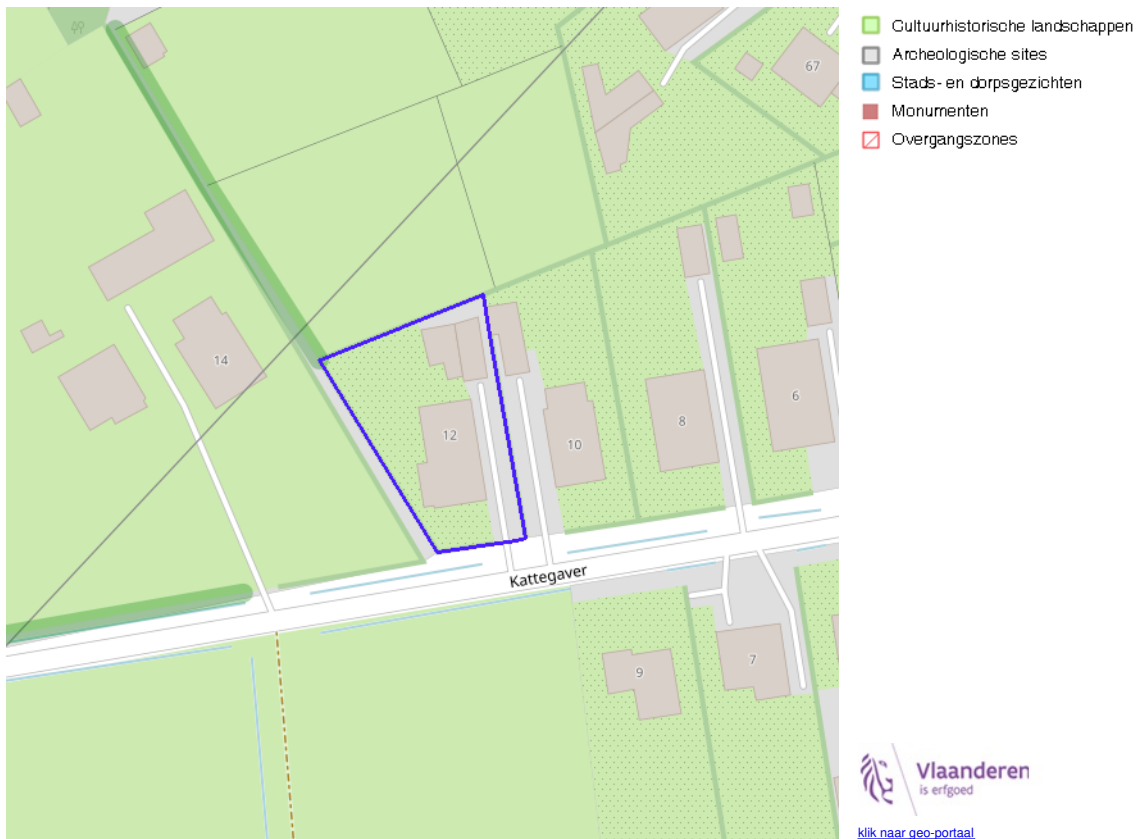 Cultuurhistorische landschappen
Archeologische sites
Stads- en dorpsgezichten
Monumenten
Overgangszones
67
14
12
10
8
6
Kattegaver
9
7
Vlaanderen
is erfgoed
klik naar geo-portaal